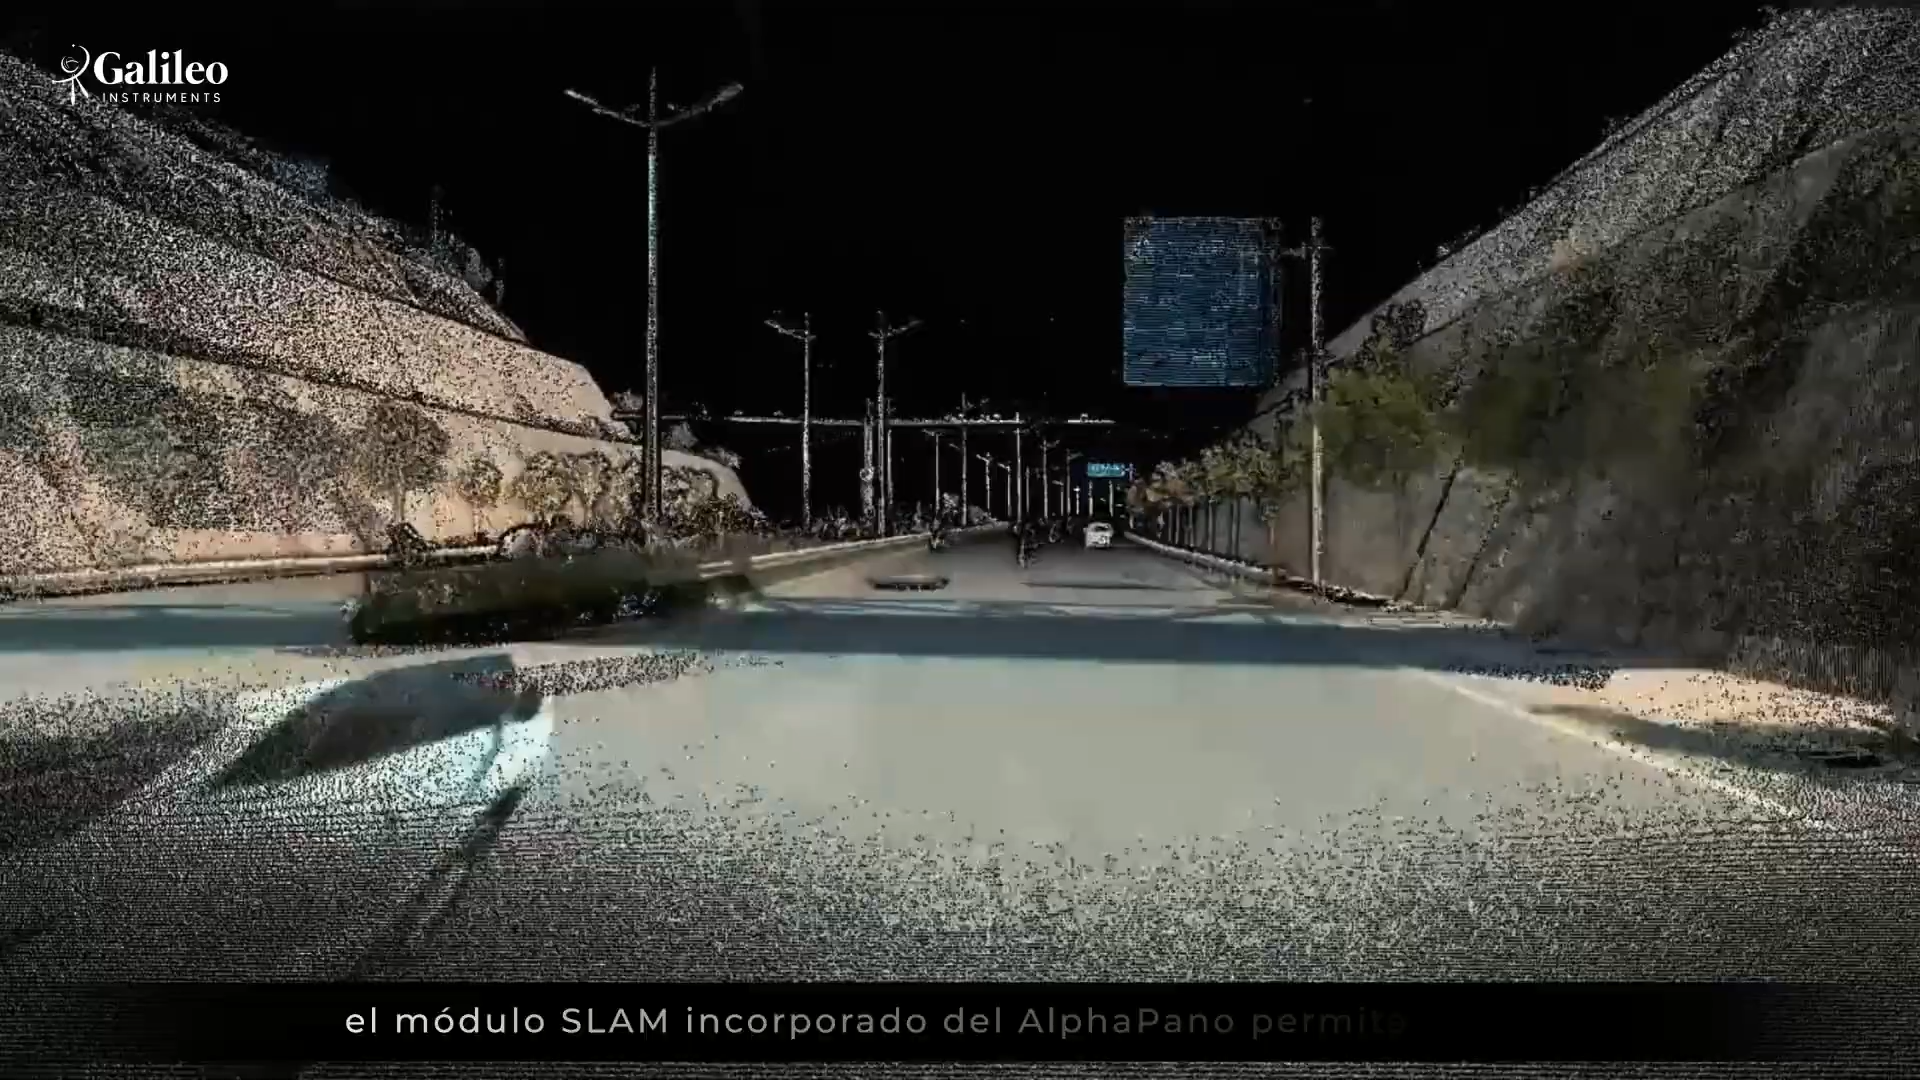 Galileo
INSTRUMENTS
el módulo SLAM incorporado del AlphaPano permite